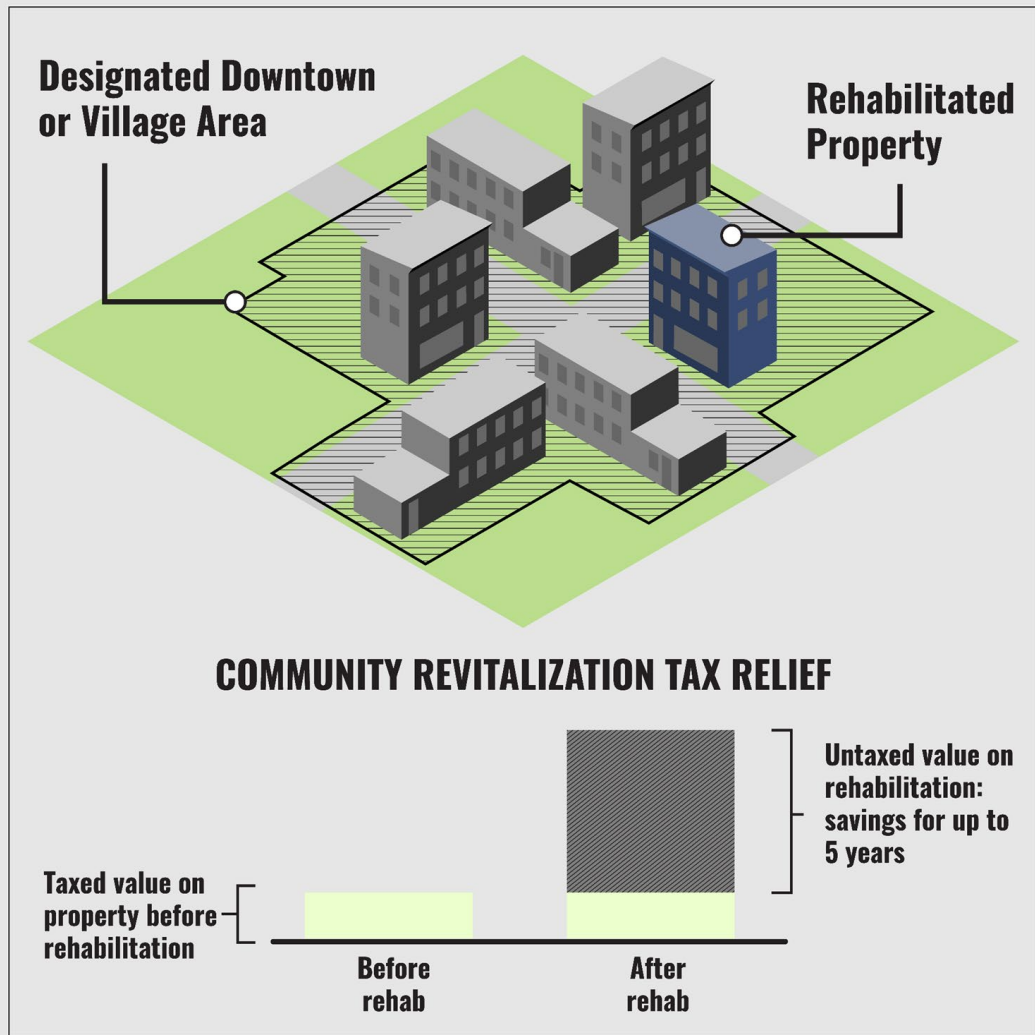 Designated Downtown
or Village Area
Rehabilitated
Property
COMMUNITY REVITALIZATION TAX RELIEF
Untaxed value on
rehabilitation:
savings for up to
5 years
Taxed value on
property before
rehabilitation
Before
rehab
After
rehab